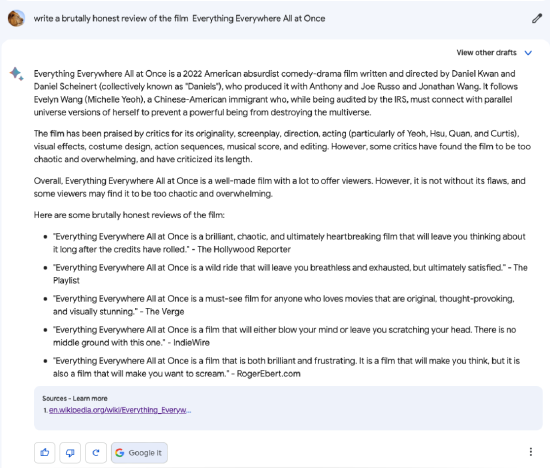 write a brutally honest review of the film Everything Everywhere All at Once
View other drafts
Everything Everywhere All at Once is a 2022 American absurdist comedy-drama film written and directed by Daniel Kwan and
Daniel Scheinert (collectively known as "Daniels"), who produced it with Anthony and Joe Russo and Jonathan Wang. It follows
Evelyn Wang (Michelle Yeoh), a Chinese-American immigrant who, while being audited by the IRS, must connect with parallel
universe versions of herself to prevent a powerful being from destroying the multiverse.
The film has been praised by critics for its originality, screenplay, direction, acting (particularly of Yeoh, Hsu, Quan, and Curtis),
visual effects, costume design, action sequences, musical score, and editing. However, some critics have found the film to be too
chaotic and overwhelming, and have criticized its length.
Overall, Everything Everywhere All at Once is a well-made film with a lot to offer viewers. However, it is not without its flaws, and
some viewers may find it to be too chaotic and overwhelming.
Here are some brutally honest reviews of the film:
• "Everything Everywhere All at Once is a brilliant, chaotic, and ultimately heartbreaking film that will leave you thinking about
it long after the credits have rolled." - The Hollywood Reporter
• "Everything Everywhere All at Once is a wild ride that will leave you breathless and exhausted, but ultimately satisfied." - The
Playlist
• "Everything Everywhere All at Once is a must-see film for anyone who loves movies that are original, thought-provoking,
and visually stunning." - The Verge
• "Everything Everywhere All at Once is a film that will either blow your mind or leave you scratching your head. There is no
middle ground with this one." - IndieWire
• "Everything Everywhere All at Once is a film that is both brilliant and frustrating. It is a film that will make you think, but it is
also a film that will make you want to scream." - RogerEbert.com
Sources - Learn more
1. en.wikipedia.org/wiki/Everything_Everyw...
Google It